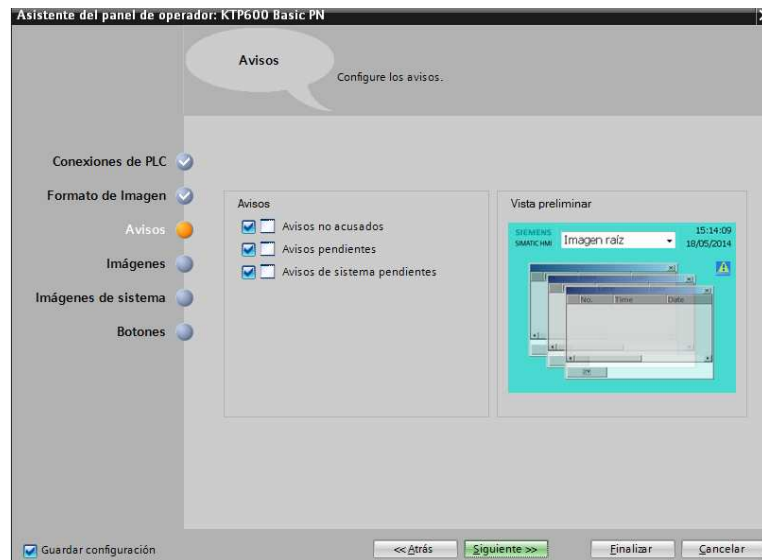 Asistente del panel de operador: KTP600 Basic PN
Avisos
Configure los avisos.
Conexiones de PLC
Formato de Imagen
Avisos
Imágenes
Imágenes de sistema
Botones
Avisos
Avisos no acusados
Avisos pendientes
Avisos de sistema pendientes
Vista preliminar
SIEMENS
SIMATIC HMI
Imagen raíz
15:14:09
18/05/2014
No. Time Date
Guardar configuración
<< Atrás
Siguiente >>
Finalizar
Cancelar